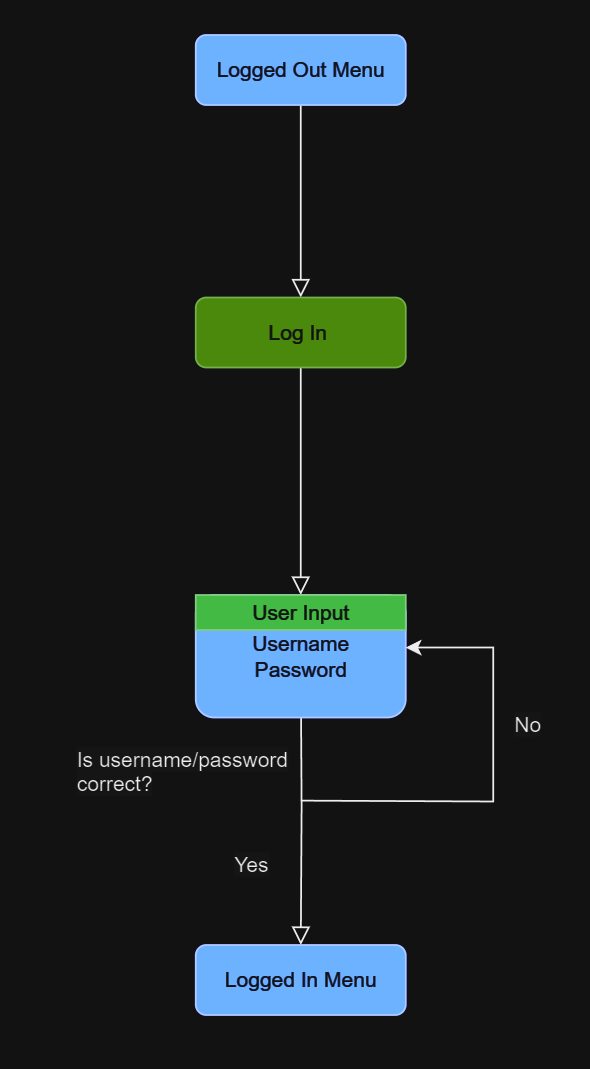 Logged Out Menu
Log In
User Input
Username
Password
No
Is username/password
correct?
Yes
Logged In Menu